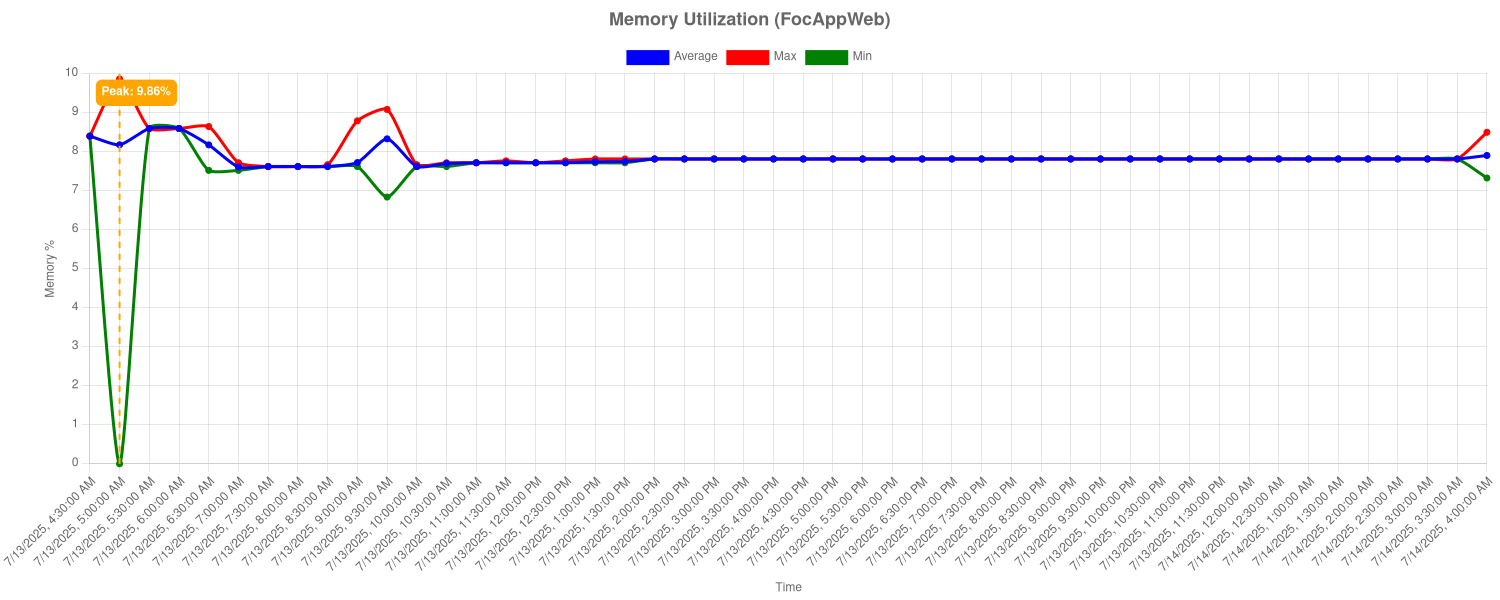 Memory Utilization (FocAppWeb)
Average Max Min
Peak: 9.86%
10
9
8
7
6
5
4
3
2
1
0
Memory %
7/13/2025, 4:30:00 AM
7/13/2025, 5:00:00 AM
7/13/2025, 5:30:00 AM
7/13/2025, 6:00:00 AM
7/13/2025, 6:30:00 AM
7/13/2025, 7:00:00 AM
7/13/2025, 7:30:00 AM
7/13/2025, 8:00:00 AM
7/13/2025, 8:30:00 AM
7/13/2025, 9:00:00 AM
7/13/2025, 9:30:00 AM
7/13/2025, 10:00:00 AM
7/13/2025, 10:30:00 AM
7/13/2025, 11:00:00 AM
7/13/2025, 11:30:00 AM
7/13/2025, 12:00:00 PM
7/13/2025, 12:30:00 PM
7/13/2025, 1:00:00 PM
7/13/2025, 1:30:00 PM
7/13/2025, 2:00:00 PM
7/13/2025, 2:30:00 PM
7/13/2025, 3:00:00 PM
7/13/2025, 3:30:00 PM
7/13/2025, 4:00:00 PM
7/13/2025, 4:30:00 PM
7/13/2025, 5:00:00 PM
7/13/2025, 5:30:00 PM
7/13/2025, 6:00:00 PM
7/13/2025, 6:30:00 PM
7/13/2025, 7:00:00 PM
7/13/2025, 7:30:00 PM
7/13/2025, 8:00:00 PM
7/13/2025, 8:30:00 PM
7/13/2025, 9:00:00 PM
7/13/2025, 9:30:00 PM
7/13/2025, 10:00:00 PM
7/13/2025, 10:30:00 PM
7/13/2025, 11:00:00 PM
7/13/2025, 11:30:00 PM
7/14/2025, 12:00:00 AM
7/14/2025, 12:30:00 AM
7/14/2025, 1:00:00 AM
7/14/2025, 1:30:00 AM
7/14/2025, 2:00:00 AM
7/14/2025, 2:30:00 AM
7/14/2025, 3:00:00 AM
7/14/2025, 3:30:00 AM
7/14/2025, 4:00:00 AM
Time